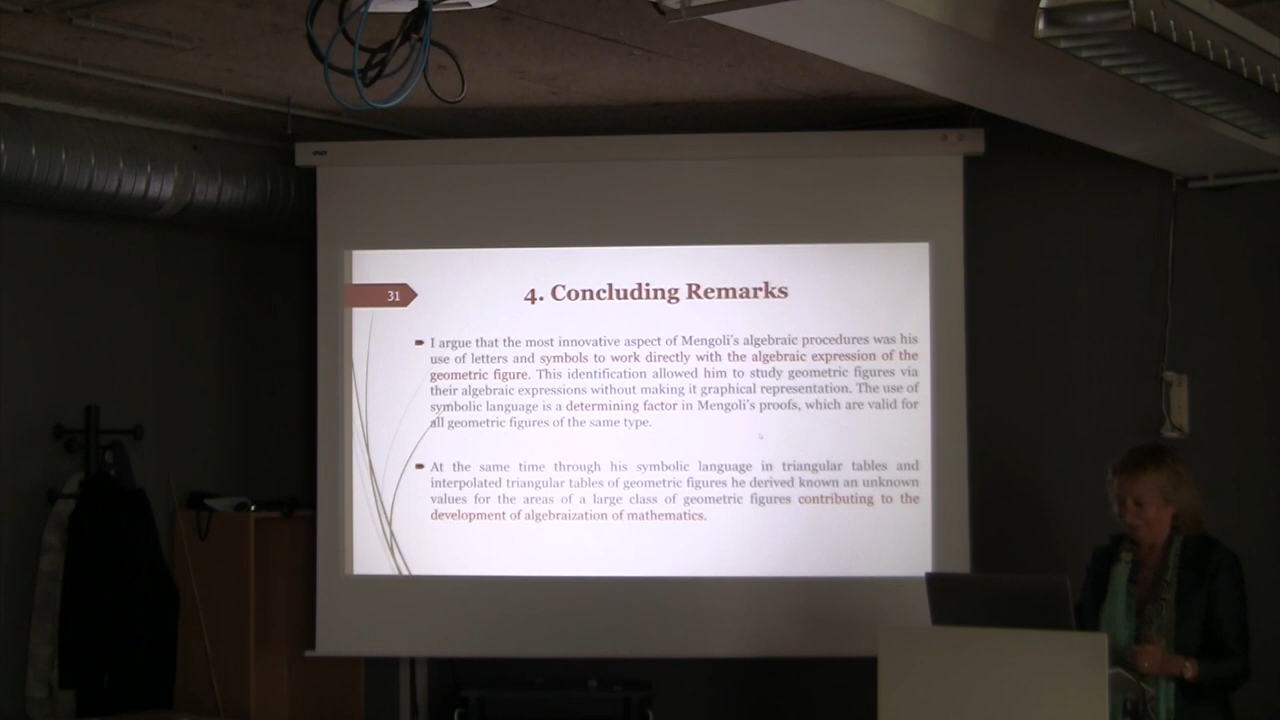 31
4. Concluding Remarks
I argue that the most innovative aspect of Mengoli's algebraic procedures was his
use of letters and symbols to work directly with the algebraic expression of the
geometric figure. This identification allowed him to study geometric figures via
their algebraic expressions without making it graphical representation. The use of
symbolic language is a determining factor in Mengoli's proofs, which are valid for
all geometric figures of the same type.
At the same time through his symbolic language in triangular tables and
interpolated triangular tables of geometric figures he derived known an unknown
values for the areas of a large class of geometric figures contributing to the
development of algebraization of mathematics.